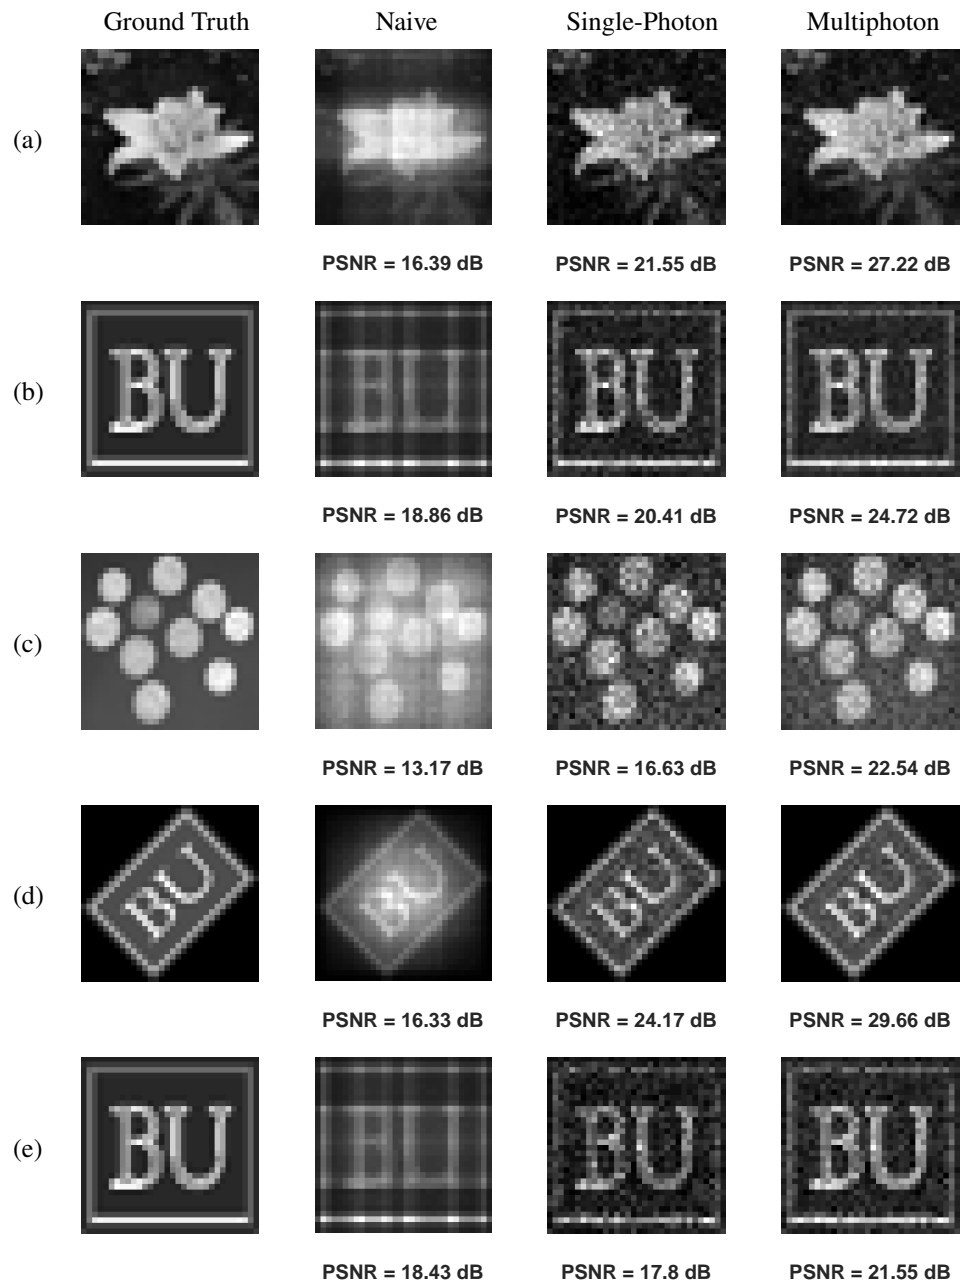 Ground Truth Naive Single-Photon Multiphoton
(a)
PSNR = 16.39 dB PSNR = 21.55 dB PSNR = 27.22 dB
(b) BU BU BU BU
PSNR = 18.86 dB PSNR = 20.41 dB PSNR = 24.72 dB
(c)
PSNR = 13.17 dB PSNR = 16.63 dB PSNR = 22.54 dB
(d) BU BU BU BU
PSNR = 16.33 dB PSNR = 24.17 dB PSNR = 29.66 dB
(e) BU BU BU BU
PSNR = 18.43 dB PSNR = 17.8 dB PSNR = 21.55 dB